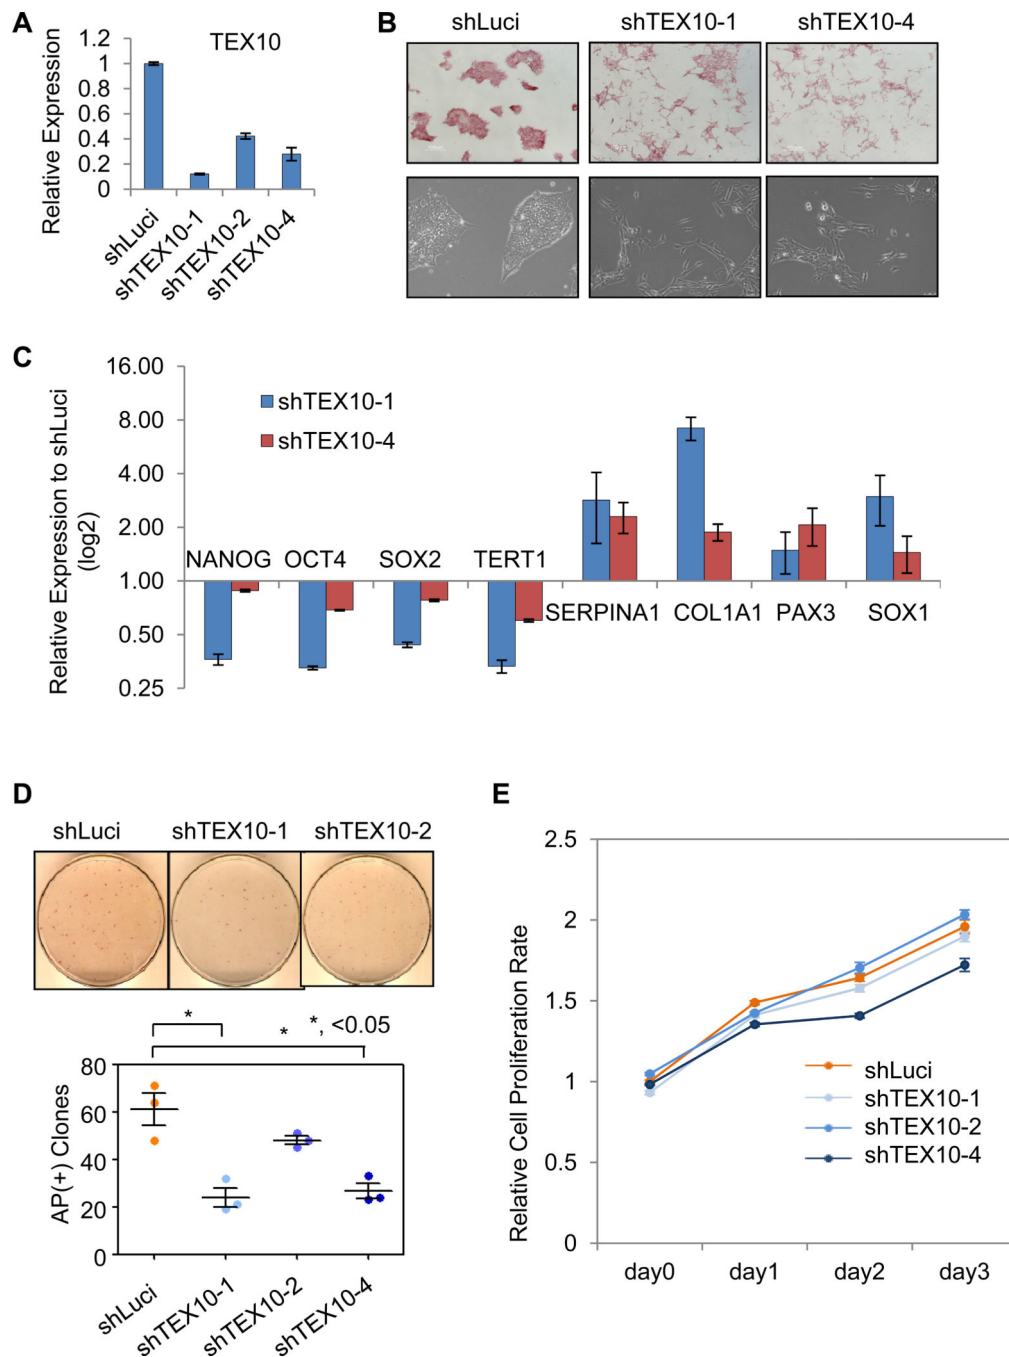 A
TEX10
Relative Expression
1.2
1
0.8
0.6
0.4
0.2
0
shLuci
shTEX10-1
shTEX10-2
shTEX10-4
B
shLuci
shTEX10-1
shTEX10-4
C
Relative Expression to shLuci
(log2)
16.00
8.00
4.00
2.00
1.00
0.50
0.25
shTEX10-1
shTEX10-4
NANOG
OCT4
SOX2
TERT1
SERPINA1
COL1A1
PAX3
SOX1
D
shLuci
shTEX10-1
shTEX10-2
*
*
*, <0.05
AP(+) Clones
80
60
40
20
0
shLuci
shTEX10-1
shTEX10-2
shTEX10-4
E
Relative Cell Proliferation Rate
2.5
2
1.5
1
0.5
0
shLuci
shTEX10-1
shTEX10-2
shTEX10-4
day0
day1
day2
day3